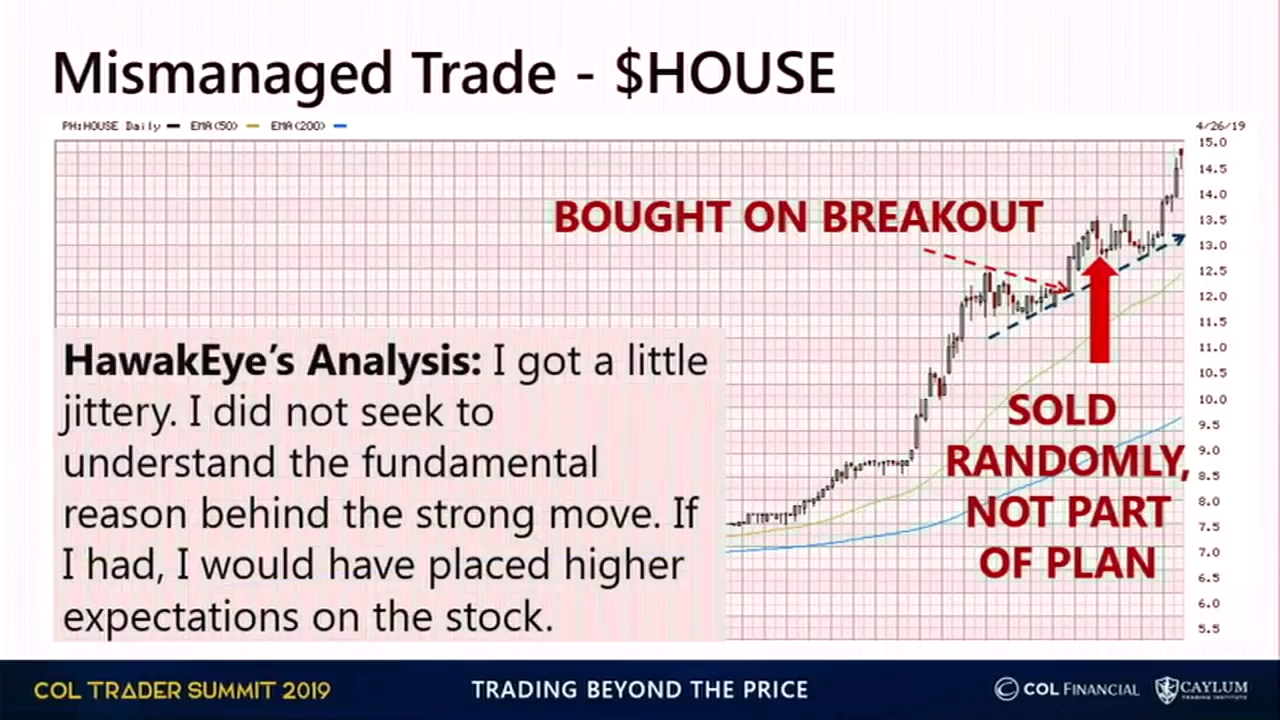 Mismanaged Trade - $HOUSE
PH:HOUSE Daily EMA(50) EMA(200)
4/26/19
15.0
14.5
14.0
13.5
13.0
12.5
12.0
11.5
11.0
10.5
10.0
9.5
9.0
8.5
8.0
7.5
7.0
6.5
6.0
5.5
BOUGHT ON BREAKOUT
HawakEye's Analysis: I got a little
jittery. I did not seek to
understand the fundamental
reason behind the strong move. If
I had, I would have placed higher
expectations on the stock.
SOLD
RANDOMLY,
NOT PART
OF PLAN
COL TRADER SUMMIT 2019
TRADING BEYOND THE PRICE
COL FINANCIAL
CAYLUM
TRADING INSTITUTE